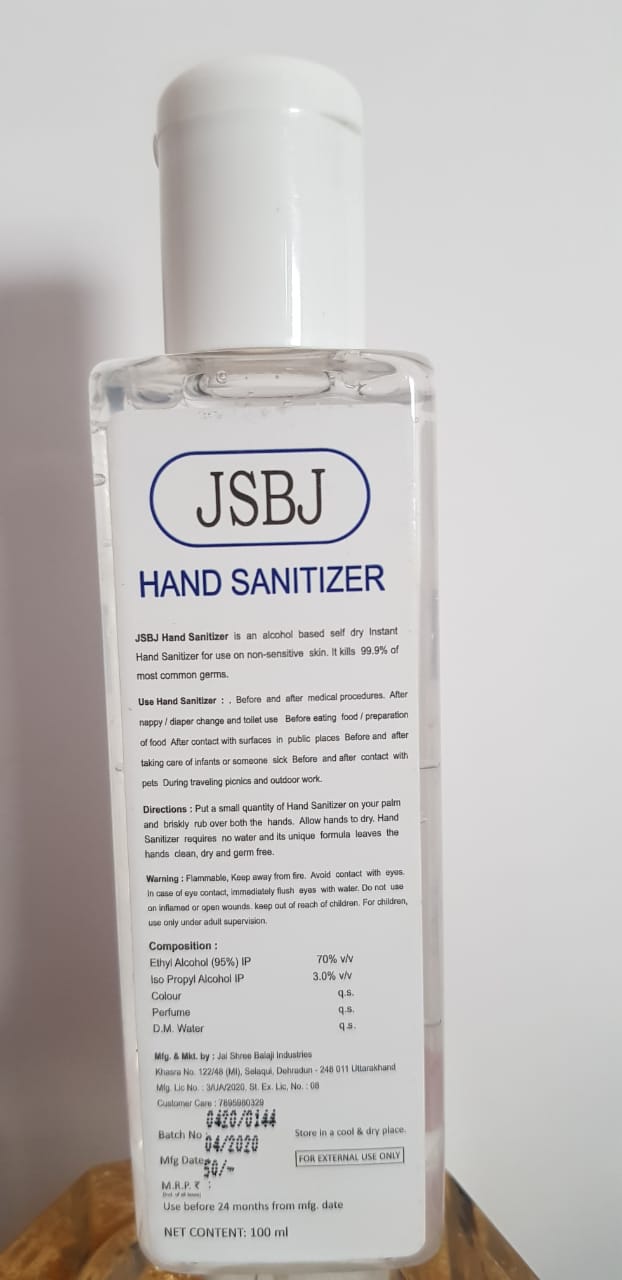 JSBJ
HAND SANITIZER
JSBJ Hand Sanitizer is an alcohol based self dry Instant
Hand Sanitizer for use on non-sensitive skin. It kills 99.9% of
most common germs.
Use Hand Sanitizer : . Before and after medical procedures. After
nappy / diaper change and toilet use Before eating food / preparation
of food After contact with surfaces in public places Before and after
taking care of infants or someone sick Before and after contact with
pets During traveling picnics and outdoor work.
Directions : Put a small quantity of Hand Sanitizer on your palm
and briskly rub over both the hands. Allow hands to dry. Hand
Sanitizer requires no water and its unique formula leaves the
hands clean, dry and germ free.
Warning : Flammable, Keep away from fire. Avoid contact with eyes.
In case of eye contact, immediately flush eyes with water. Do not use
on inflamed or open wounds. keep out of reach of children. For children,
use only under adult supervision.
Composition :
Ethyl Alcohol (95%) IP 70% v/v
Iso Propyl Alcohol IP 3.0% v/v
Colour q.s.
Perfume q.s.
D.M. Water q.s.
Mfg. & Mkt. by : Jai Shree Balaji Industries
Khasra No. 122/48 (MI), Selaqui, Dehradun - 248 011 Uttarakhand
Mfg. Lic No. : 3/UA/2020, St. Ex. Lic, No. : 08
Customer Care : 7895980329
Batch No : 0420/0144
Store in a cool & dry place.
Mfg Date : 04/2020
FOR EXTERNAL USE ONLY
M.R.P. ₹ : 50/-
Use before 24 months from mfg. date
NET CONTENT: 100 ml